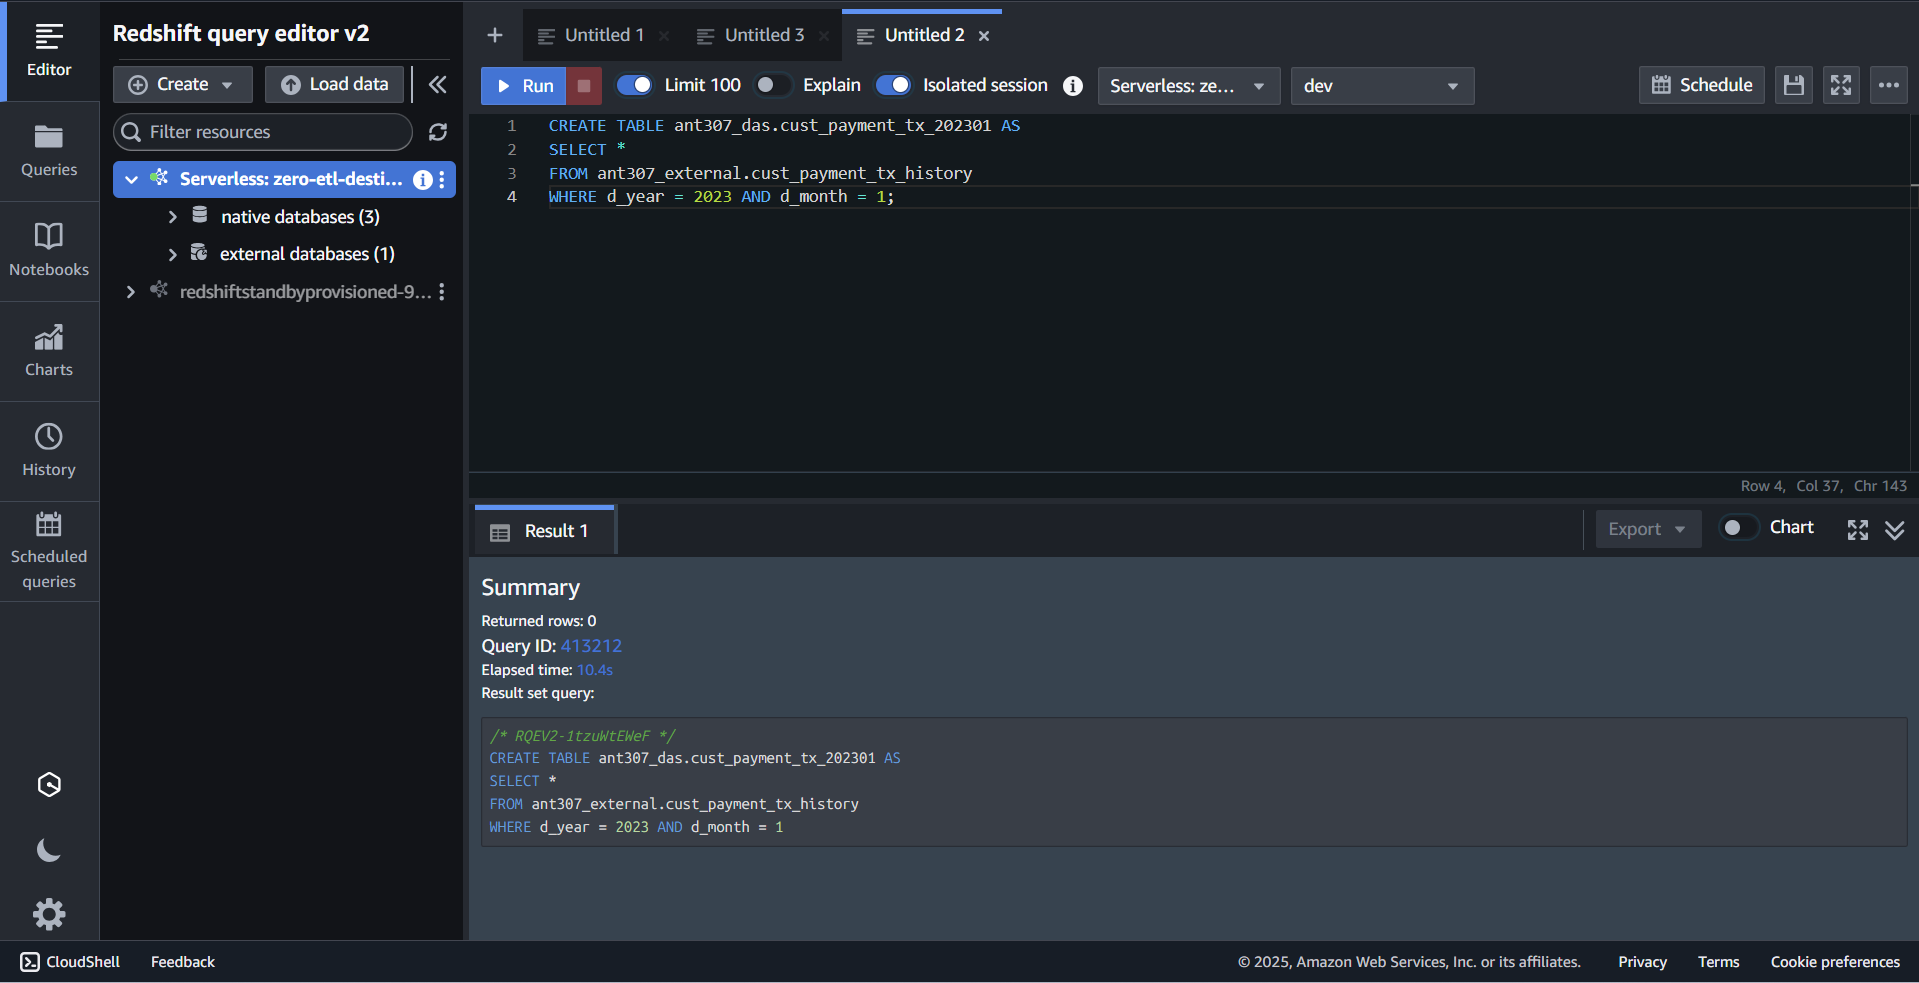 Editor
Queries
Notebooks
Charts
History
Scheduled
queries
Redshift query editor v2
Create
Load data
Filter resources
Serverless: zero-etl-desti...
native databases (3)
external databases (1)
redshiftstandbyprovisioned-9...
Untitled 1
Untitled 3
Untitled 2
Run
Limit 100
Explain
Isolated session
Serverless: ze...
dev
Schedule
1 CREATE TABLE ant307_das.cust_payment_tx_202301 AS
2 SELECT *
3 FROM ant307_external.cust_payment_tx_history
4 WHERE d_year = 2023 AND d_month = 1;
Row 4, Col 37, Chr 143
Result 1
Export
Chart
Summary
Returned rows: 0
Query ID: 413212
Elapsed time: 10.4s
Result set query:
/* RQEV2-1tzuWtEWeF */
CREATE TABLE ant307_das.cust_payment_tx_202301 AS
SELECT *
FROM ant307_external.cust_payment_tx_history
WHERE d_year = 2023 AND d_month = 1
CloudShell
Feedback
© 2025, Amazon Web Services, Inc. or its affiliates.
Privacy
Terms
Cookie preferences